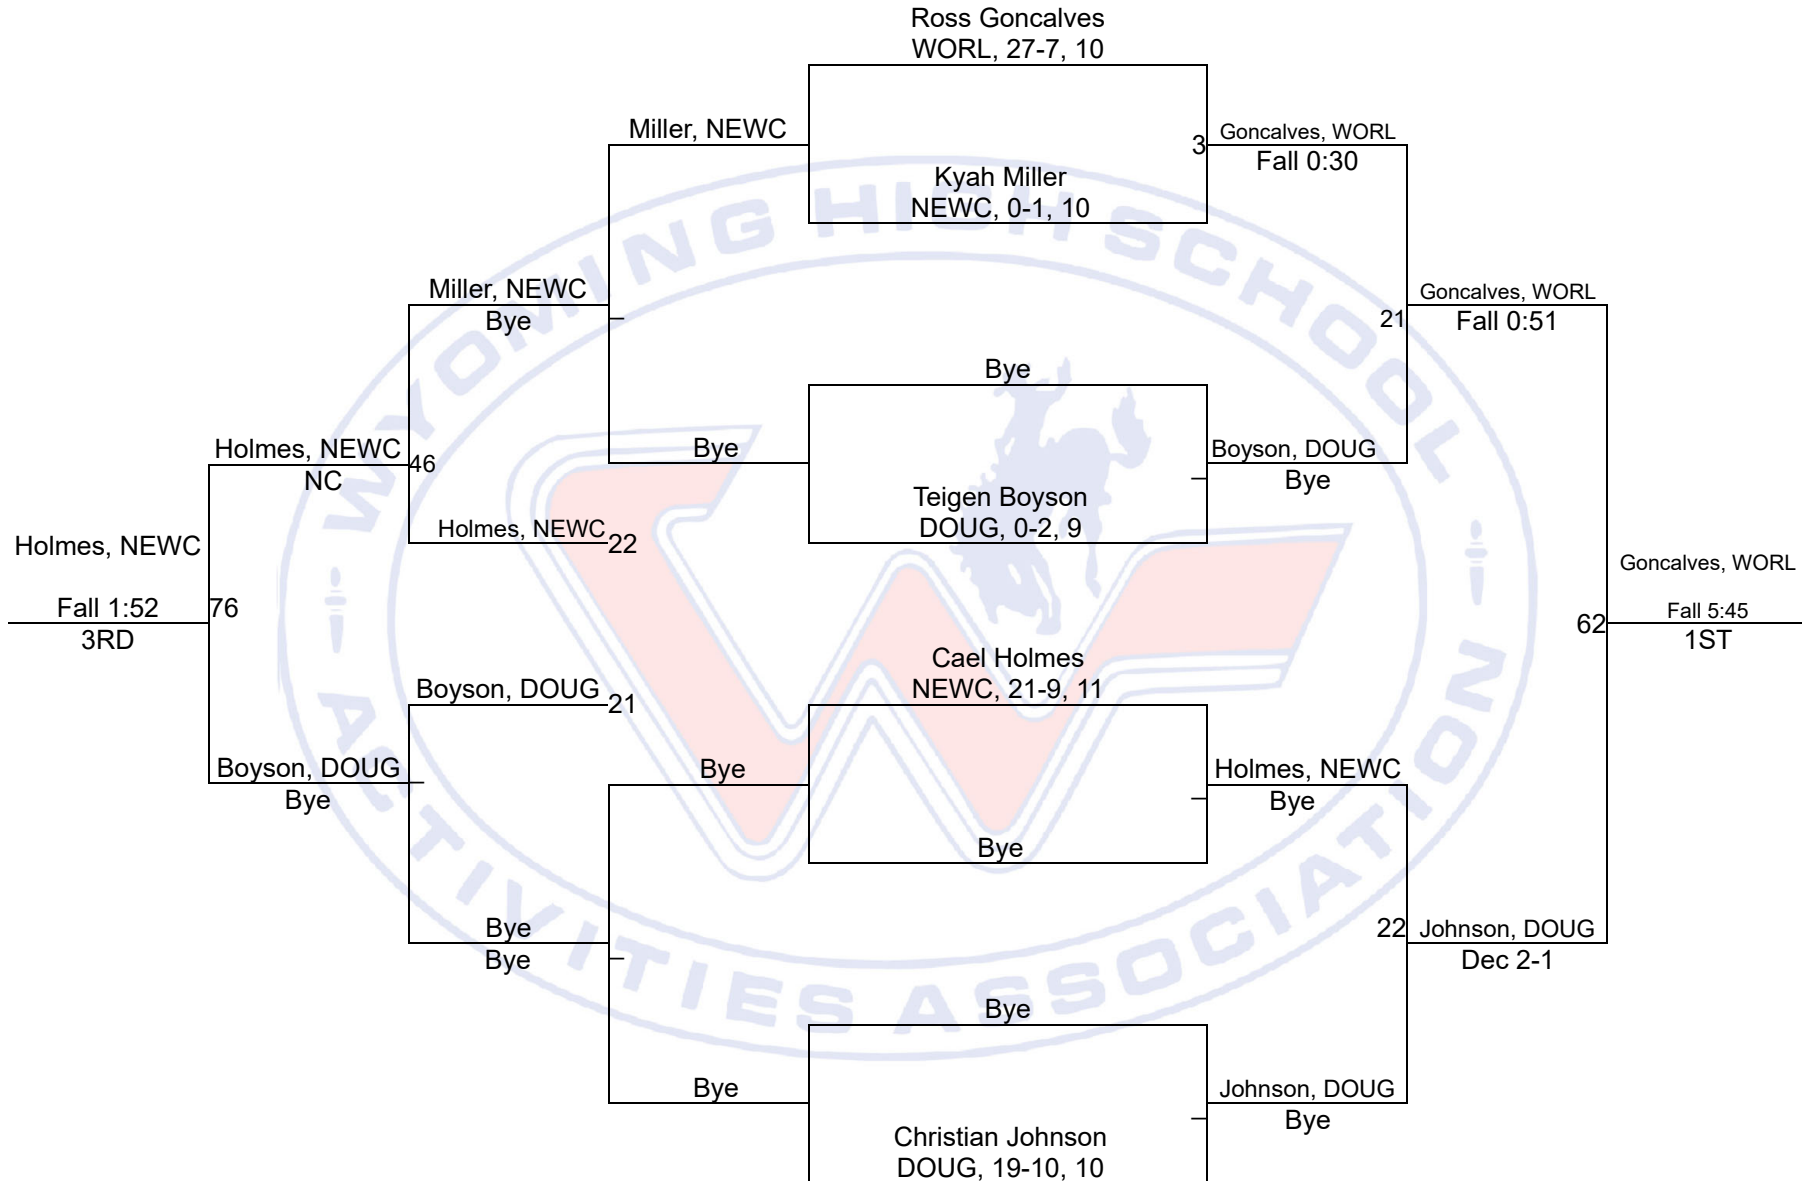 Ross Goncalves
WORL, 27-7, 10
Miller, NEWC
3
Goncalves, WORL
Fall 0:30
Kyah Miller
NEWC, 0-1, 10
Miller, NEWC
Bye
21
Goncalves, WORL
Fall 0:51
Bye
Holmes, NEWC
NC
46
Bye
Boyson, DOUG
Bye
Teigen Boyson
DOUG, 0-2, 9
Holmes, NEWC
22
Holmes, NEWC
Fall 1:52
3RD
76
Goncalves, WORL
62
Fall 5:45
1ST
Cael Holmes
NEWC, 21-9, 11
Boyson, DOUG
21
Boyson, DOUG
Bye
Bye
Holmes, NEWC
Bye
Bye
Bye
Bye
22
Johnson, DOUG
Dec 2-1
Bye
Bye
Johnson, DOUG
Bye
Christian Johnson
DOUG, 19-10, 10
WYOMING HIGH SCHOOL
ACTIVITIES ASSOCIATION